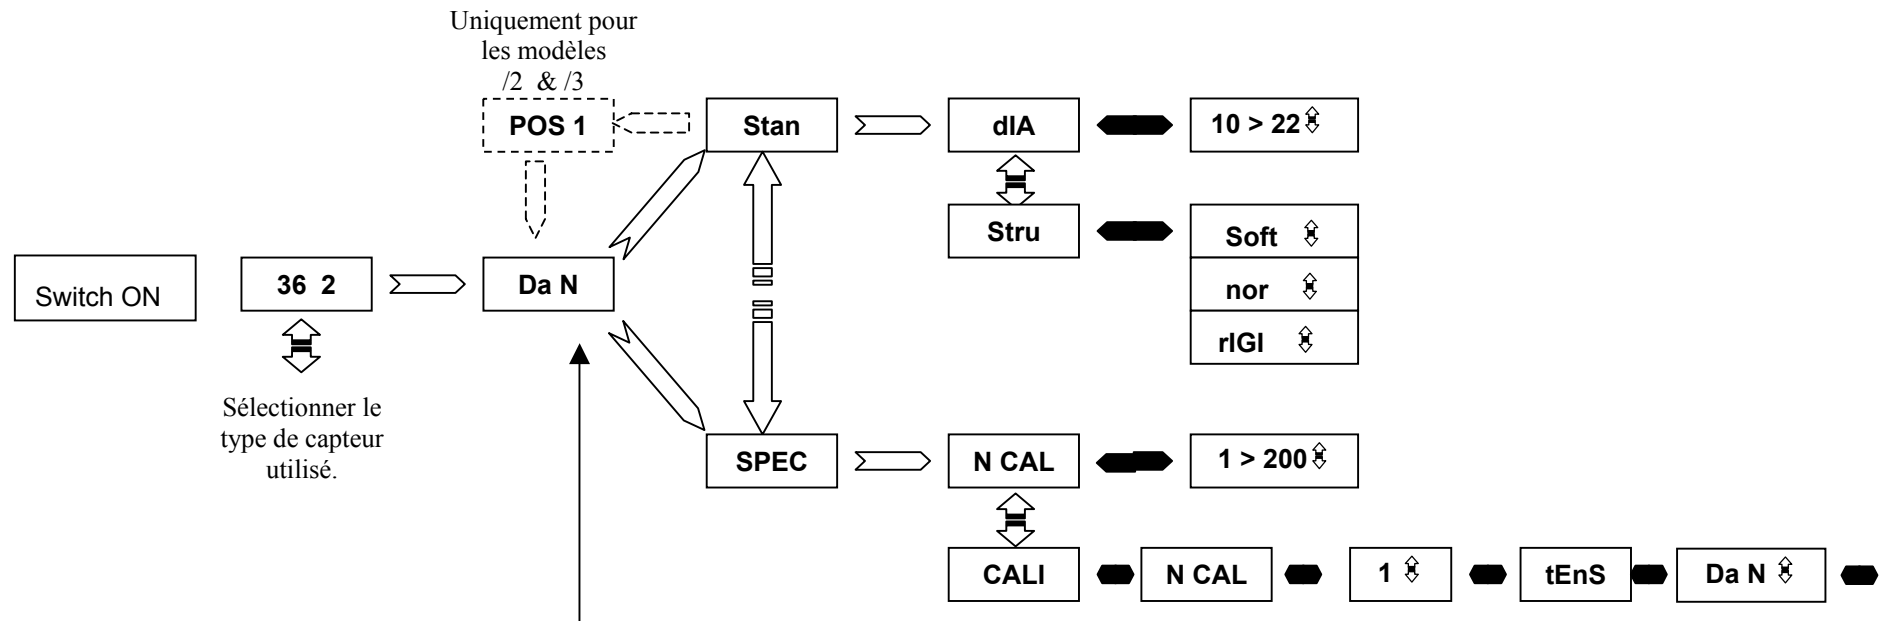 Uniquement pour
les modèles
/2 & /3
POS 1
Stan
dIA
10 > 22
Stru
Soft
nor
rIGI
Switch ON
36 2
Da N
Sélectionner le
type de capteur
utilisé.
SPEC
N CAL
1 > 200
CALI
N CAL
1
tEnS
Da N